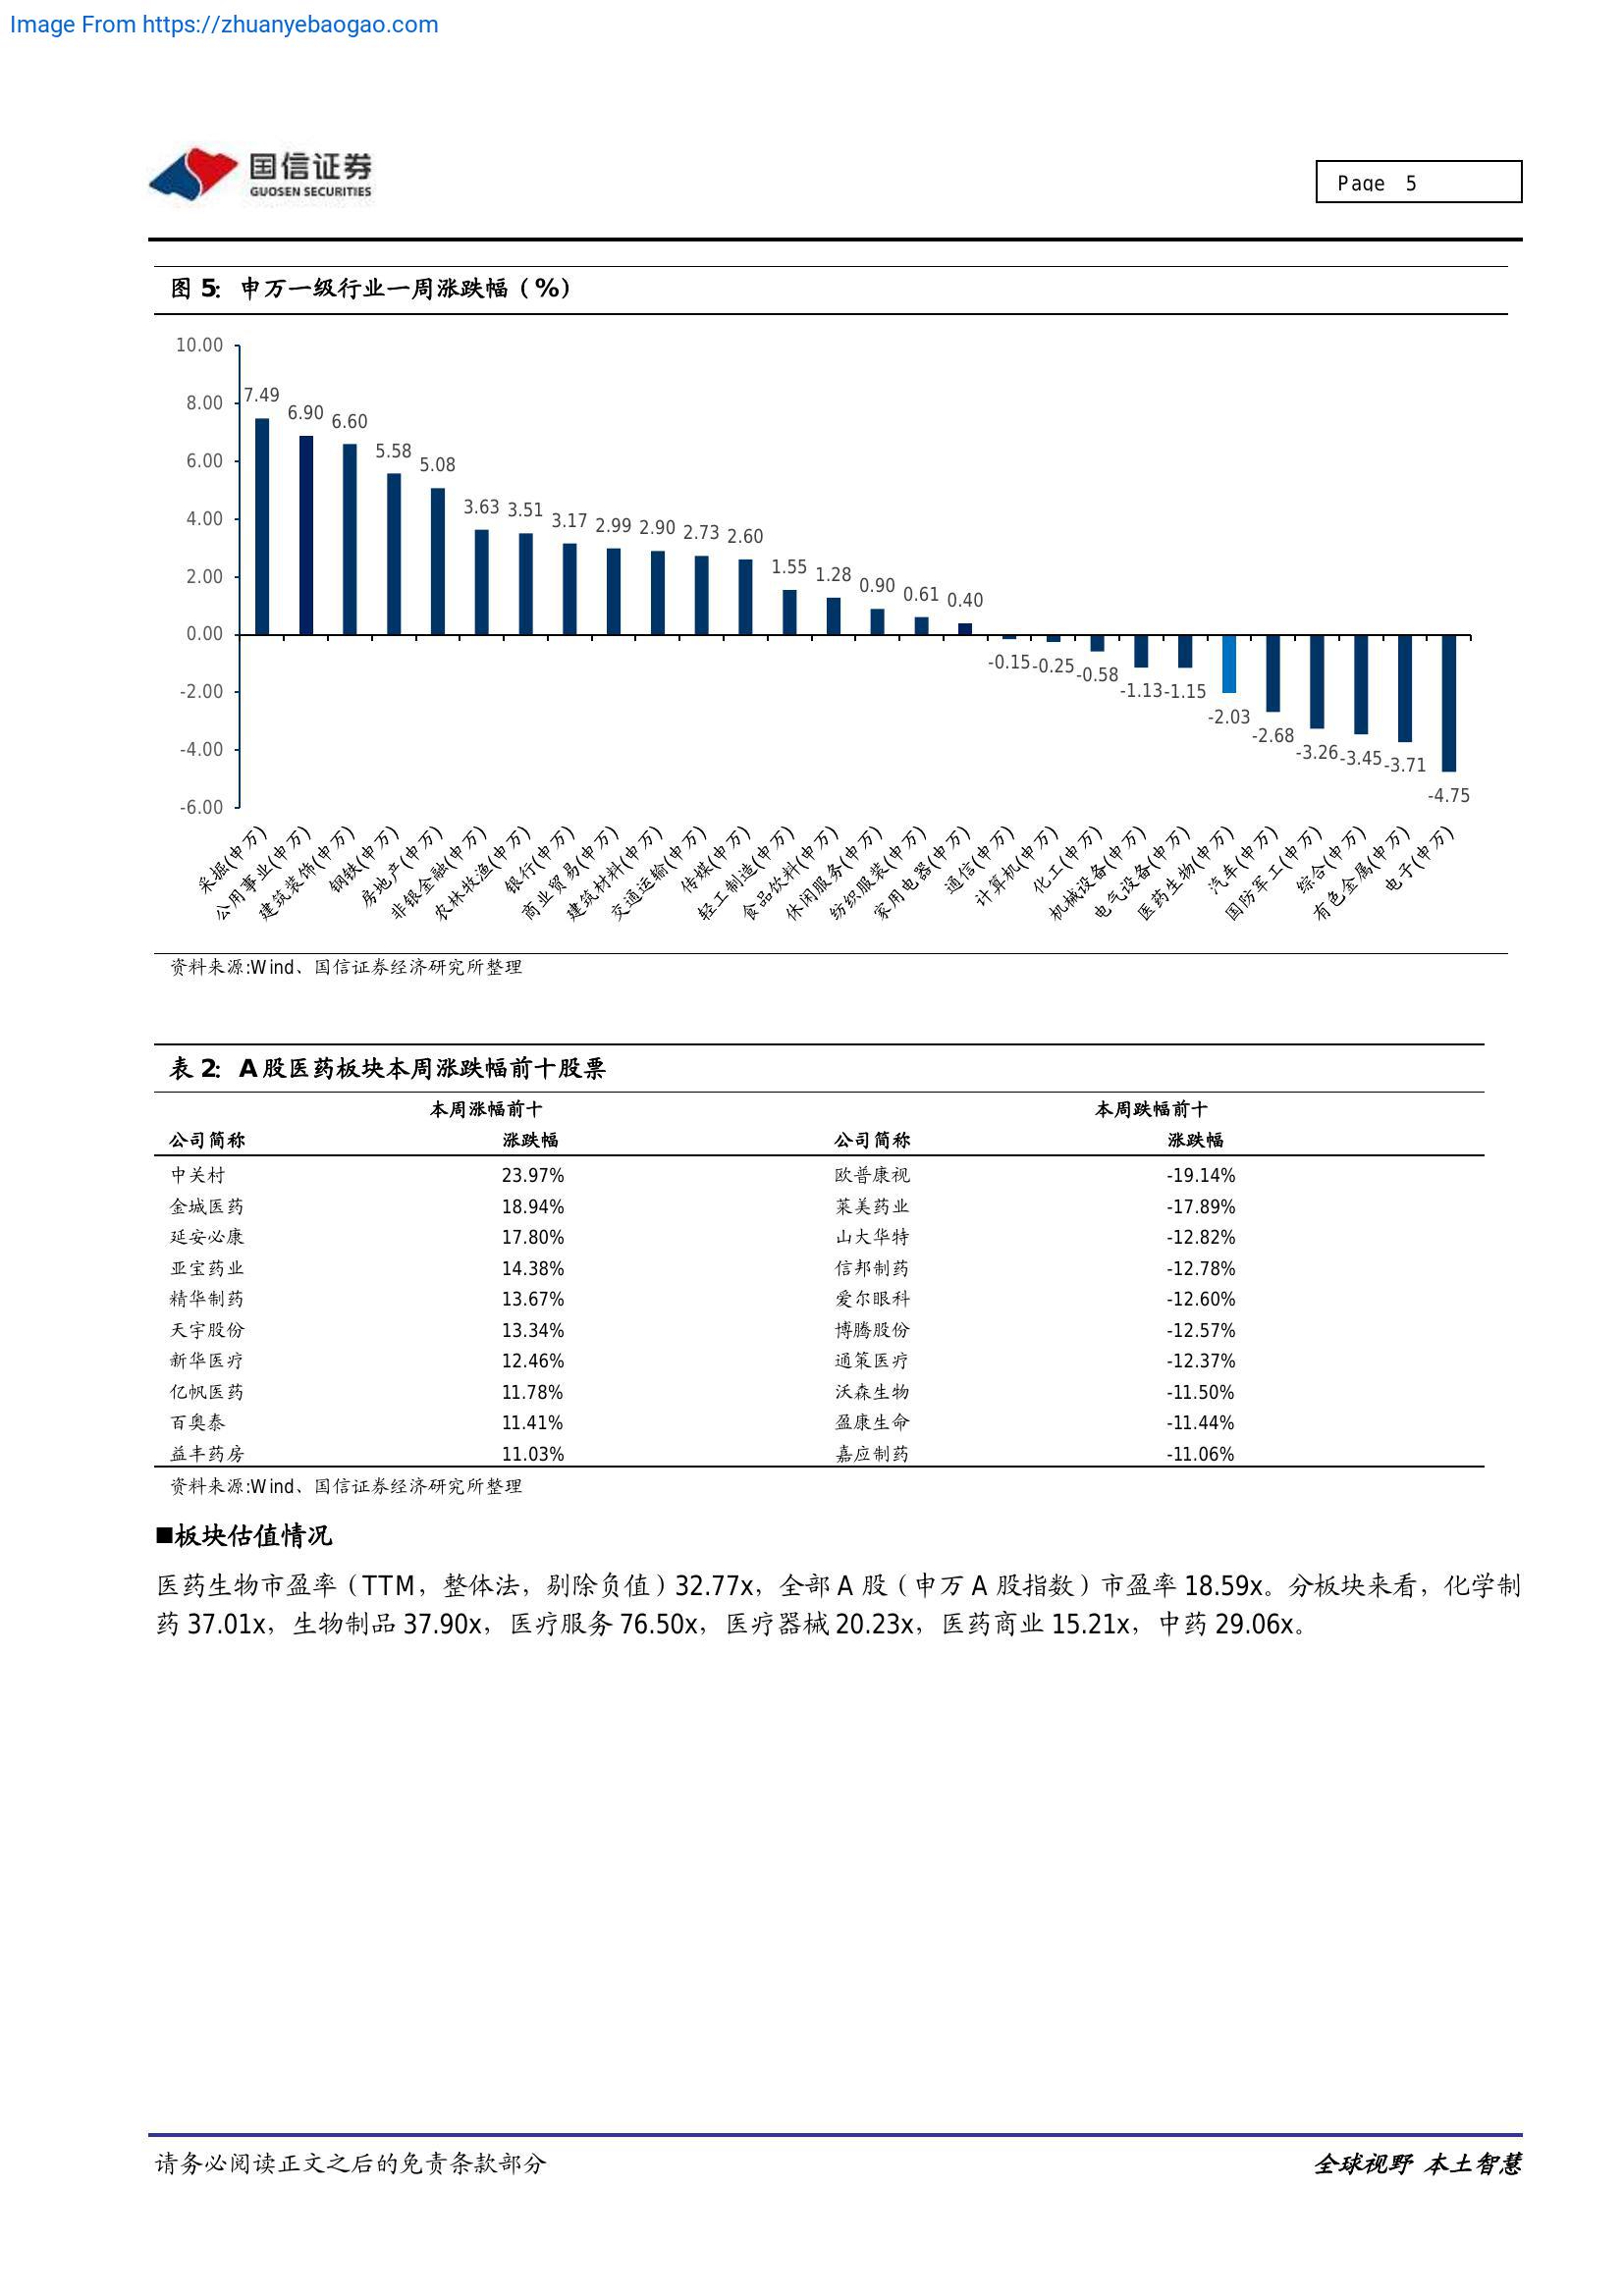 Image From https://zhuanyebaogao.com
国信证券
GUOSEN SECURITIES
Page 5
图 5: 申万一级行业一周涨跌幅（%）
10.00
8.00
6.00
4.00
2.00
0.00
-2.00
-4.00
-6.00
7.49 6.90 6.60 5.58 5.08 3.63 3.51 3.17 2.99 2.90 2.73 2.60 1.55 1.28 0.90 0.61 0.40 -0.15 -0.25 -0.58 -1.13 -1.15 -2.03 -2.68 -3.26 -3.45 -3.71 -4.75
采掘(申万)
公用事业(申万)
建筑装饰(申万)
钢铁(申万)
房地产(申万)
非银金融(申万)
农林牧渔(申万)
银行(申万)
商业贸易(申万)
建筑材料(申万)
交通运输(申万)
传媒(申万)
轻工制造(申万)
食品饮料(申万)
休闲服务(申万)
纺织服装(申万)
家用电器(申万)
通信(申万)
计算机(申万)
化工(申万)
机械设备(申万)
电气设备(申万)
医药生物(申万)
汽车(申万)
国防军工(申万)
综合(申万)
有色金属(申万)
电子(申万)
资料来源:Wind、国信证券经济研究所整理
表 2: A 股医药板块本周涨跌幅前十股票
本周涨幅前十 本周跌幅前十
公司简称 涨跌幅 公司简称 涨跌幅
中关村 23.97% 欧普康视 -19.14%
金城医药 18.94% 莱美药业 -17.89%
延安必康 17.80% 山大华特 -12.82%
亚宝药业 14.38% 信邦制药 -12.78%
精华制药 13.67% 爱尔眼科 -12.60%
天宇股份 13.34% 博腾股份 -12.57%
新华医疗 12.46% 通策医疗 -12.37%
亿帆医药 11.78% 沃森生物 -11.50%
百奥泰 11.41% 盈康生命 -11.44%
益丰药房 11.03% 嘉应制药 -11.06%
资料来源:Wind、国信证券经济研究所整理
■板块估值情况
医药生物市盈率（TTM，整体法，剔除负值）32.77x，全部 A 股（申万 A 股指数）市盈率 18.59x。分板块来看，化学制
药 37.01x，生物制品 37.90x，医疗服务 76.50x，医疗器械 20.23x，医药商业 15.21x，中药 29.06x。
请务必阅读正文之后的免责条款部分
全球视野 本土智慧